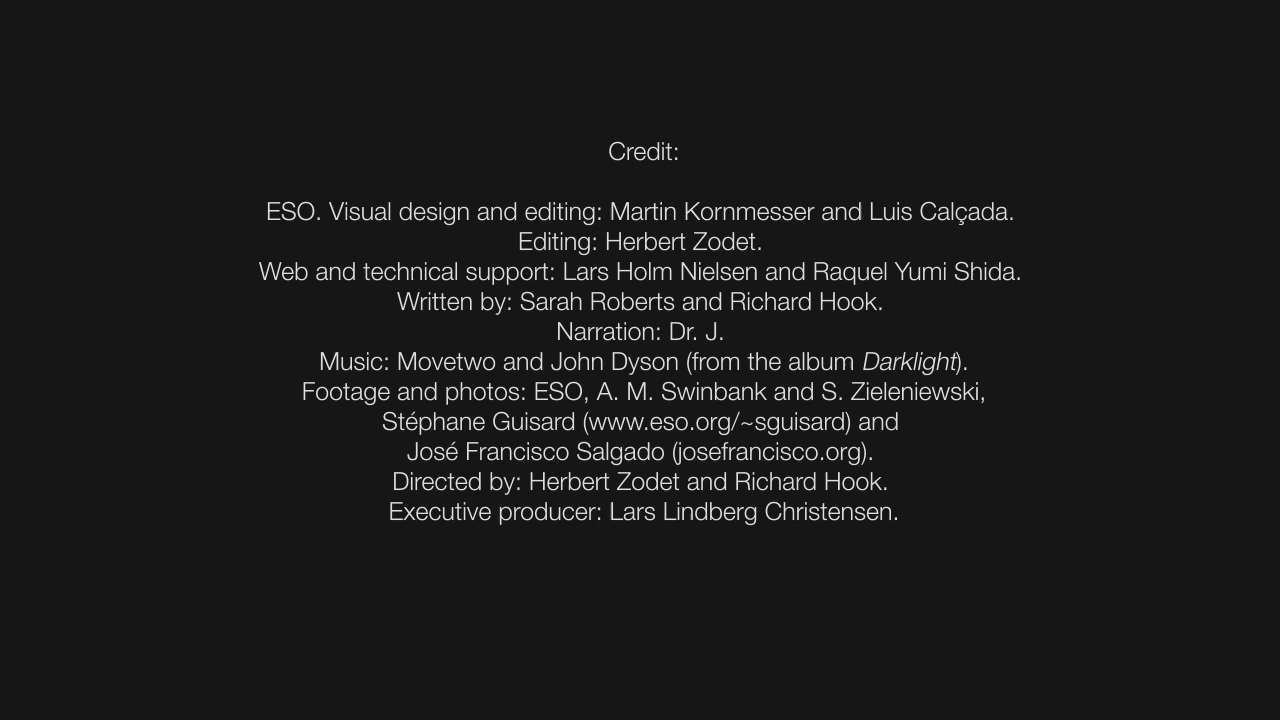 Credit:
ESO. Visual design and editing: Martin Kornmesser and Luis Calçada.
Editing: Herbert Zodet.
Web and technical support: Lars Holm Nielsen and Raquel Yumi Shida.
Written by: Sarah Roberts and Richard Hook.
Narration: Dr. J.
Music: Movetwo and John Dyson (from the album Darklight).
Footage and photos: ESO, A. M. Swinbank and S. Zieleniewski,
Stéphane Guisard (www.eso.org/~sguisard) and
José Francisco Salgado (josefrancisco.org).
Directed by: Herbert Zodet and Richard Hook.
Executive producer: Lars Lindberg Christensen.